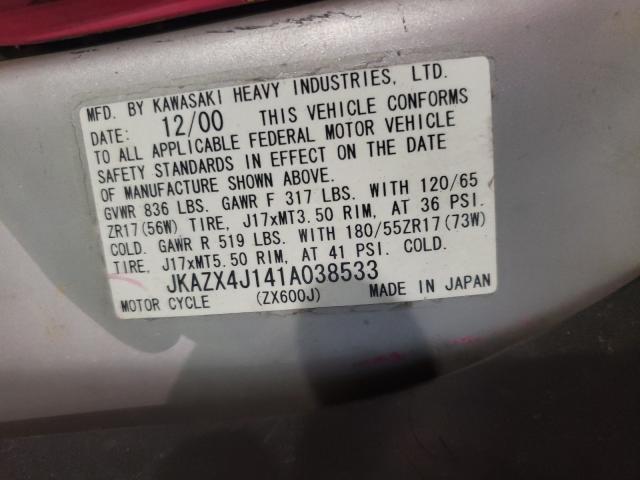 MFD. BY KAWASAKI HEAVY INDUSTRIES, LTD.
DATE: 12/00 THIS VEHICLE CONFORMS
TO ALL APPLICABLE FEDERAL MOTOR VEHICLE
SAFETY STANDARDS IN EFFECT ON THE DATE
OF MANUFACTURE SHOWN ABOVE.
GVWR 836 LBS. GAWR F 317 LBS. WITH 120/65
ZR17(56W) TIRE, J17xMT3.50 RIM, AT 36 PSI.
COLD. GAWR R 519 LBS. WITH 180/55ZR17(73W)
TIRE, J17xMT5.50 RIM, AT 41 PSI. COLD.
JKAZX4J141A038533
MOTOR CYCLE (ZX600J) MADE IN JAPAN